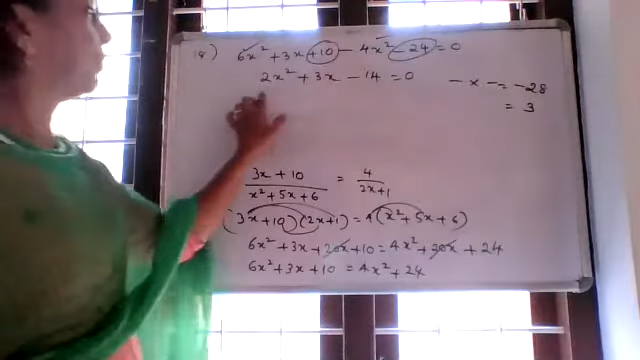 18) 6x² + 3x + 10 - 4x² - 24 = 0
2x² + 3x - 14 = 0
- x - = -28
= 3
3x + 10 / x² + 5x + 6 = 4 / 2x + 1
(3x + 10) (2x + 1) = 4 (x² + 5x + 6)
6x² + 3x + 20x + 10 = 4x² + 20x + 24
6x² + 3x + 10 = 4x² + 24